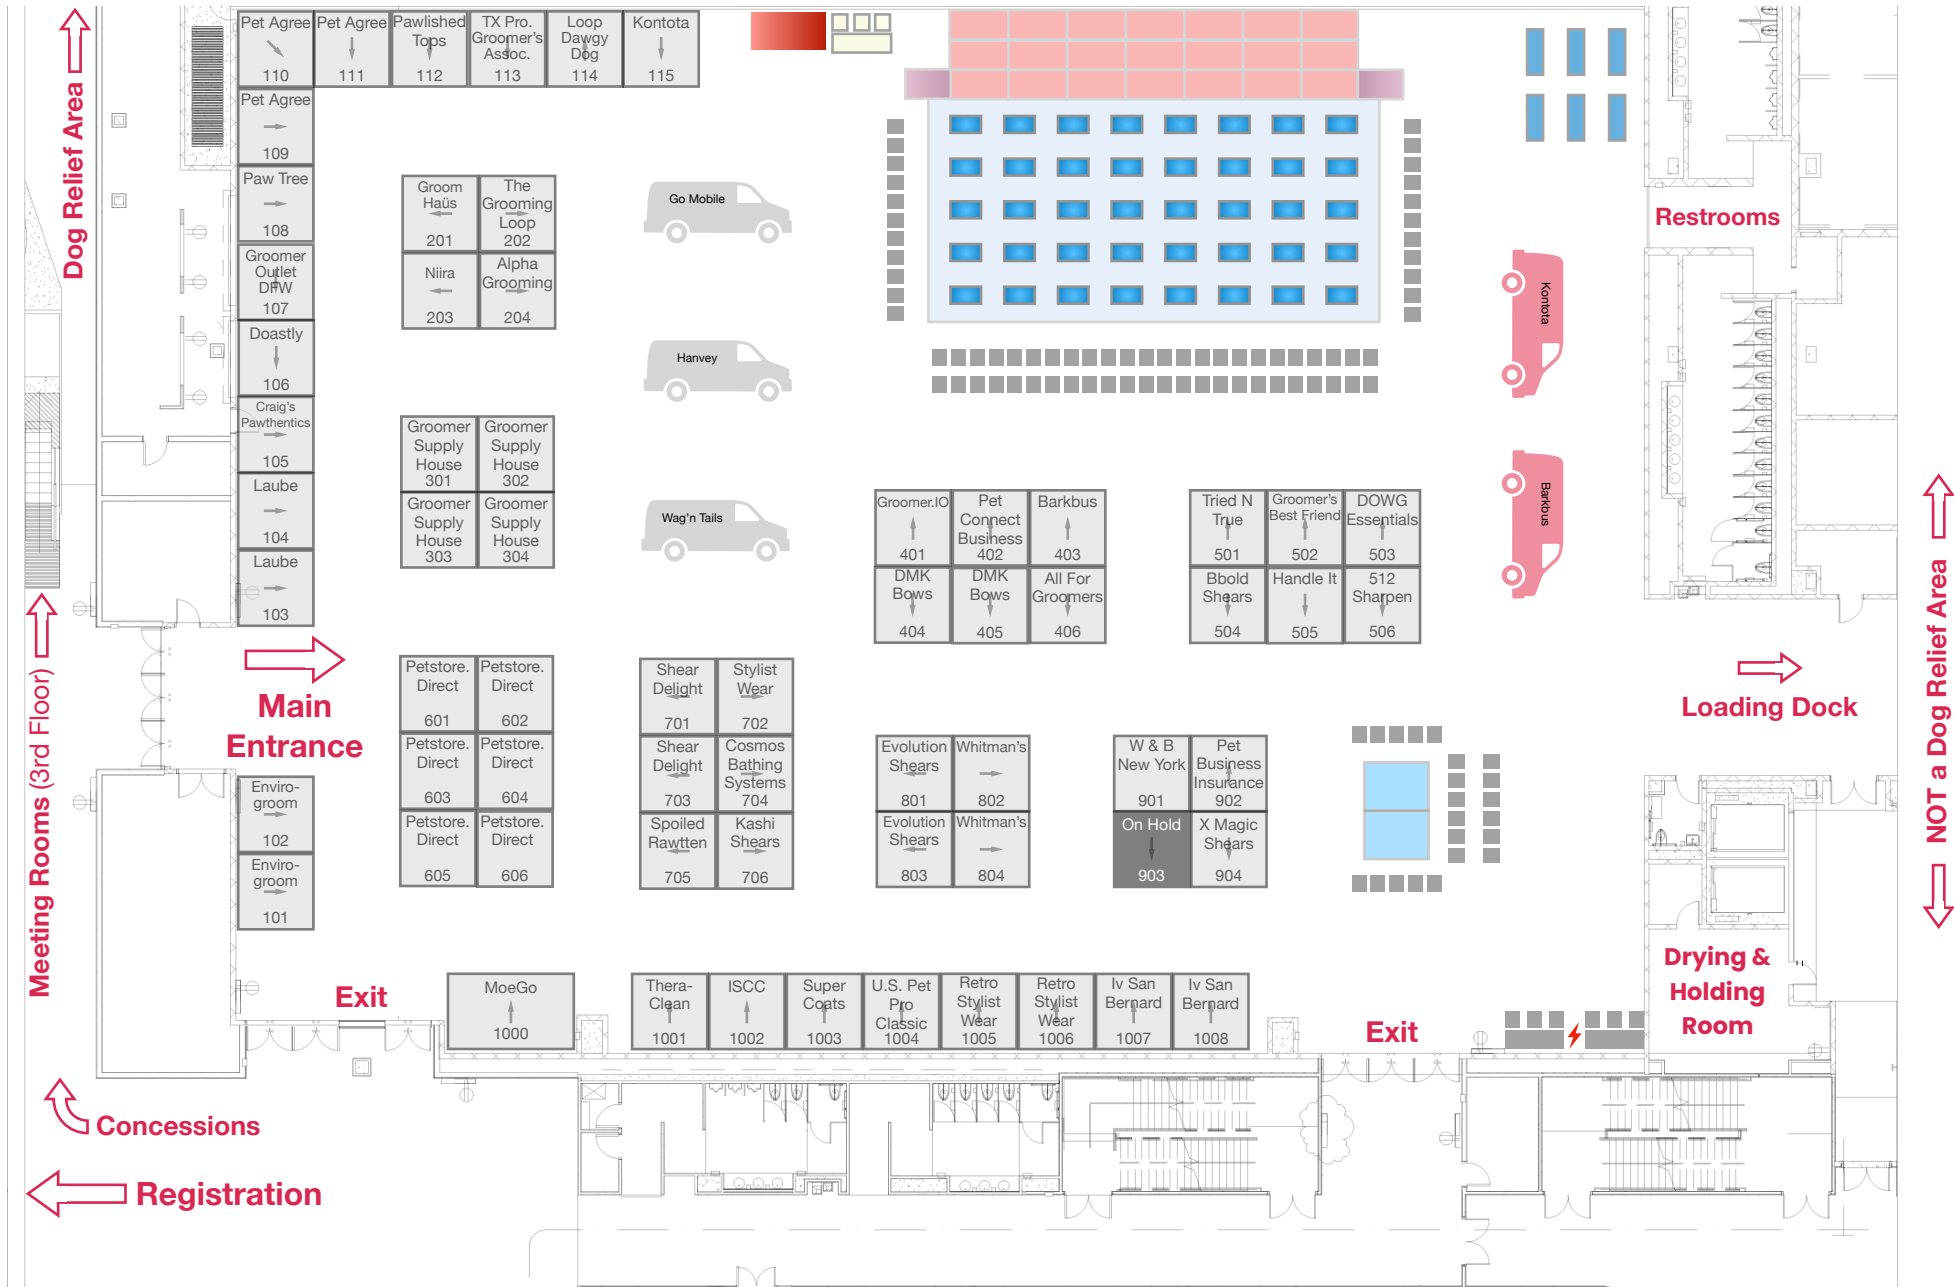 Dog Relief Area
Pet Agree
110
Pet Agree
111
Pawlished
Tops
112
TX Pro.
Groomer's
Assoc.
113
Loop
Dawgy
Dog
114
Kontota
115
Pet Agree
109
Paw Tree
108
Groomer
Outlet
DFW
107
Doastly
106
Craig's
Pawthentics
105
Laube
104
Laube
103
Groom
Haüs
201
The
Grooming
Loop
202
Niira
203
Alpha
Grooming
204
Go Mobile
Hanvey
Wag'n Tails
Groomer
Supply
House
301
Groomer
Supply
House
302
Groomer
Supply
House
303
Groomer
Supply
House
304
Restrooms
Kontota
Barkbus
Groomer.IO
401
Pet
Connect
Business
402
Barkbus
403
DMK
Bows
404
DMK
Bows
405
All For
Groomers
406
Tried N
True
501
Groomer's
Best Friend
502
DOWG
Essentials
503
Bbold
Shears
504
Handle It
505
512
Sharpen
506
Meeting Rooms (3rd Floor)
Main
Entrance
Petstore.
Direct
601
Petstore.
Direct
602
Petstore.
Direct
603
Petstore.
Direct
604
Petstore.
Direct
605
Petstore.
Direct
606
Shear
Delight
701
Stylist
Wear
702
Shear
Delight
703
Cosmos
Bathing
Systems
704
Spoiled
Rawtten
705
Kashi
Shears
706
Evolution
Shears
801
Whitman's
802
Evolution
Shears
803
Whitman's
804
W & B
New York
901
Pet
Business
Insurance
902
On Hold
903
X Magic
Shears
904
Loading Dock
NOT a Dog Relief Area
Enviro-
groom
102
Enviro-
groom
101
Exit
MoeGo
1000
Thera-
Clean
1001
ISCC
1002
Super
Coats
1003
U.S. Pet
Pro
Classic
1004
Retro
Stylist
Wear
1005
Retro
Stylist
Wear
1006
Iv San
Bernard
1007
Iv San
Bernard
1008
Exit
Drying &
Holding
Room
Concessions
Registration